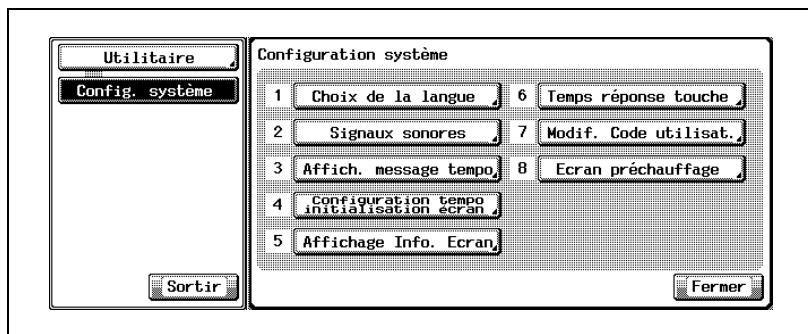 Utilitaire
Config. système
Sortir
Configuration système
1 Choix de la langue
2 Signaux sonores
3 Affich. message tempo
4 Configuration tempo
initialisation écran
5 Affichage Info. Ecran
6 Temps réponse touche
7 Modif. Code utilisat.
8 Ecran préchauffage
Fermer